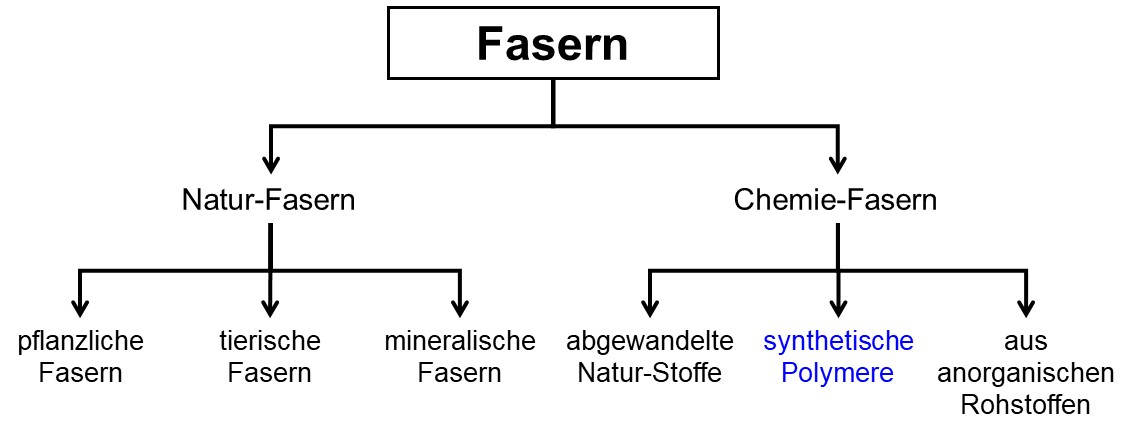 Fasern
Natur-Fasern
Chemie-Fasern
pflanzliche
Fasern
tierische
Fasern
mineralische
Fasern
abgewandelte
Natur-Stoffe
synthetische
Polymere
aus
anorganischen
Rohstoffen